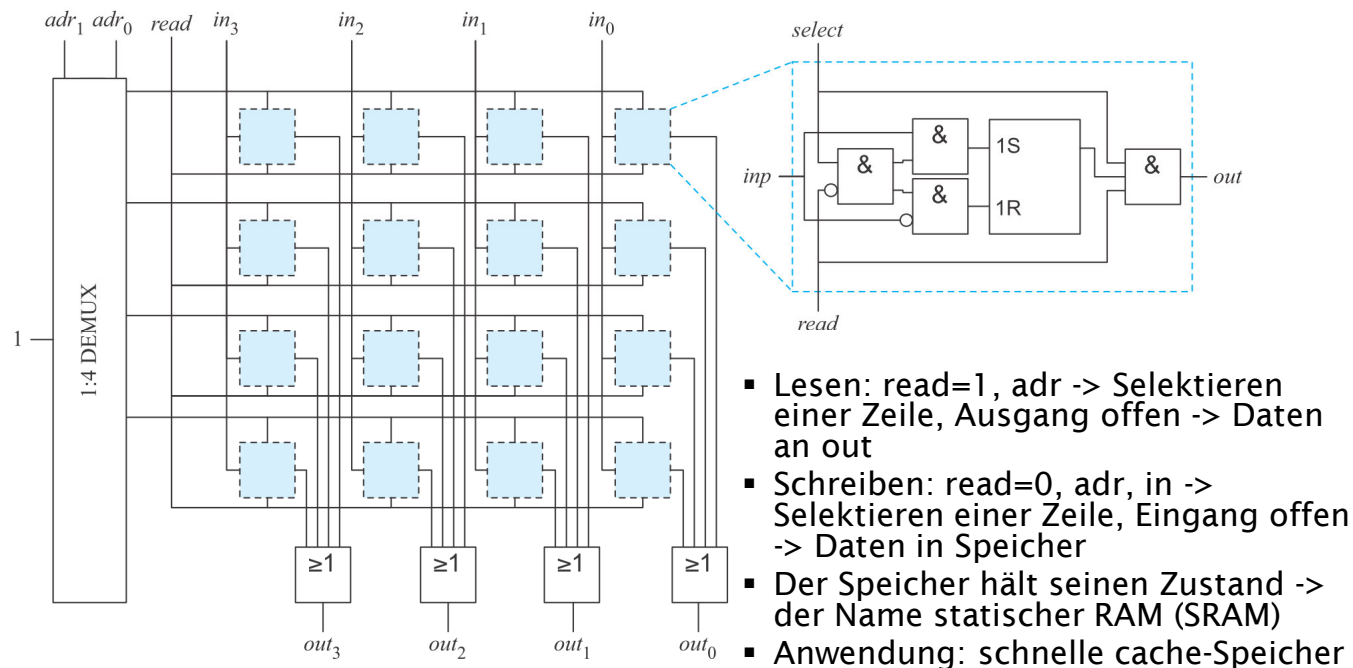 adr₁ adr₀ read in₃ in₂ in₁ in₀
1:4 DEMUX
1
≥1 ≥1 ≥1 ≥1
out₃ out₂ out₁ out₀
select
&
& 1S
&
inp out
& 1R
read
▪ Lesen: read=1, adr -> Selektieren
einer Zeile, Ausgang offen -> Daten
an out
▪ Schreiben: read=0, adr, in ->
Selektieren einer Zeile, Eingang offen
-> Daten in Speicher
▪ Der Speicher hält seinen Zustand ->
der Name statischer RAM (SRAM)
▪ Anwendung: schnelle cache-Speicher